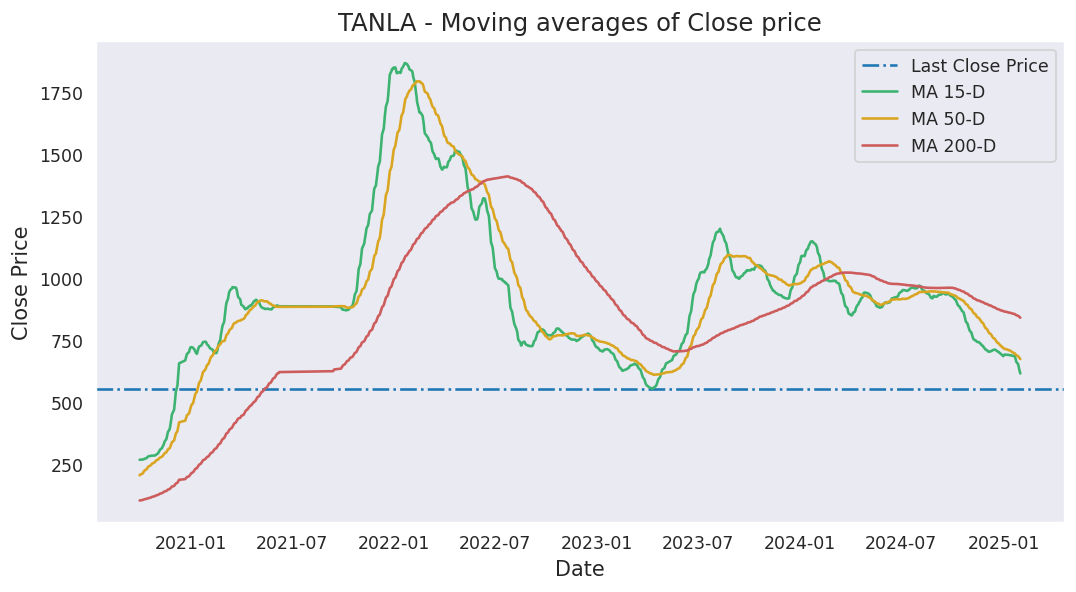 TANLA - Moving averages of Close price
Last Close Price
MA 15-D
MA 50-D
MA 200-D
Close Price
1750
1500
1250
1000
750
500
250
2021-01 2021-07 2022-01 2022-07 2023-01 2023-07 2024-01 2024-07 2025-01
Date